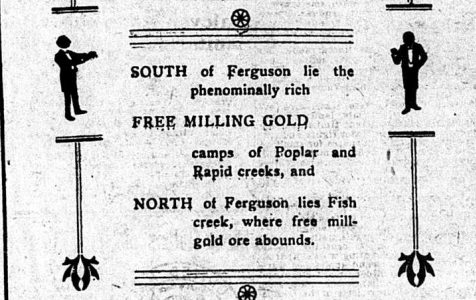 SOUTH of Ferguson lie the
phenominally rich
FREE MILLING GOLD
camps of Poplar and
Rapid creeks, and
NORTH of Ferguson lies Fish
creek, where free mill-
gold ore abounds.